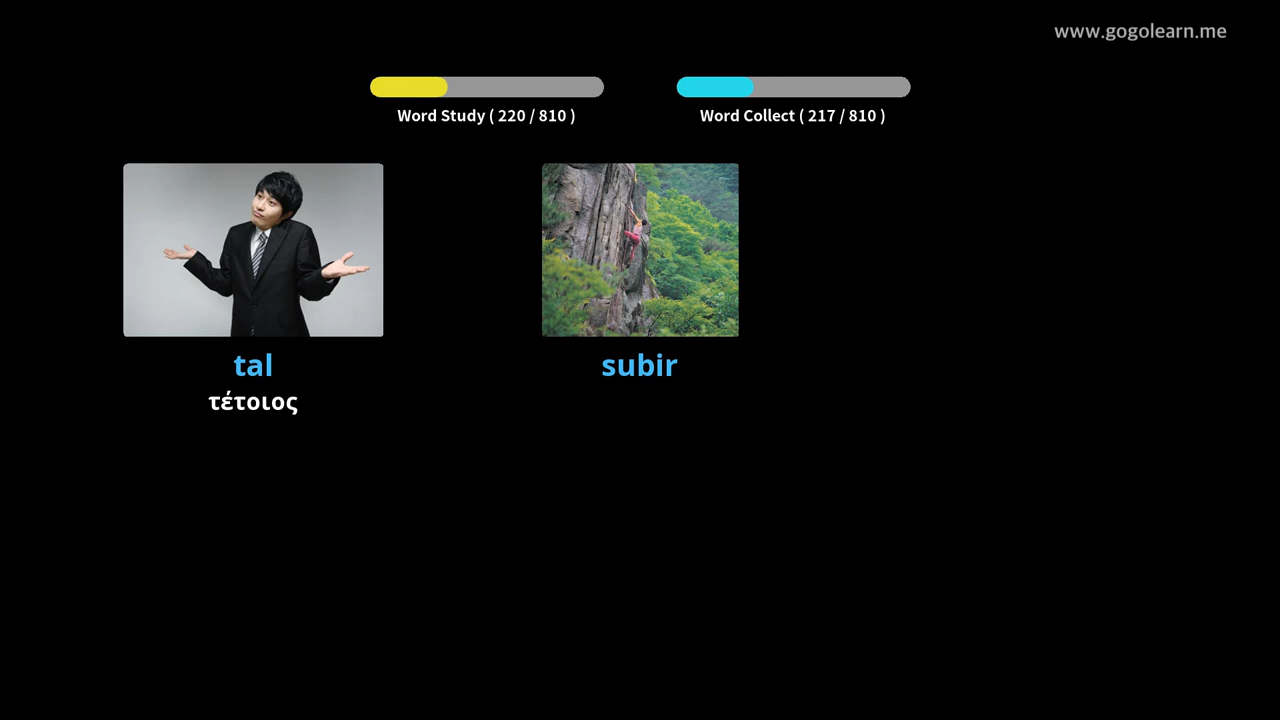 www.gogolearn.me
Word Study ( 220 / 810 )
Word Collect ( 217 / 810 )
tal
τέτοιος
subir